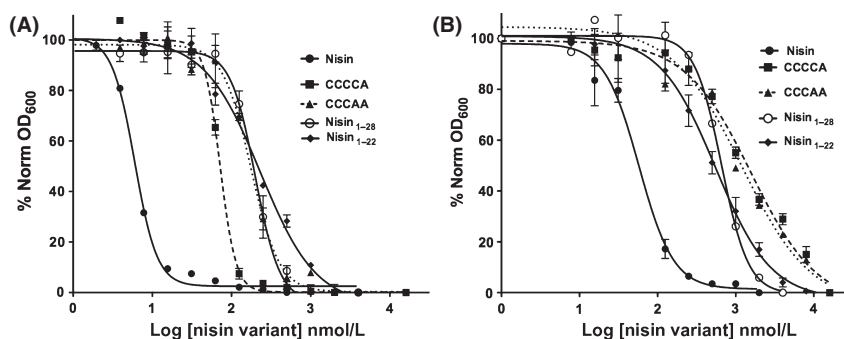 (A)
% Norm OD600
100
80
60
40
20
0
0
1
2
3
4
Log [nisin variant] nmol/L
Nisin
CCCCA
CCCAA
Nisin1–28
Nisin1–22
(B)
% Norm OD600
100
80
60
40
20
0
0
1
2
3
4
Log [nisin variant] nmol/L
Nisin
CCCCA
CCCAA
Nisin1–28
Nisin1–22